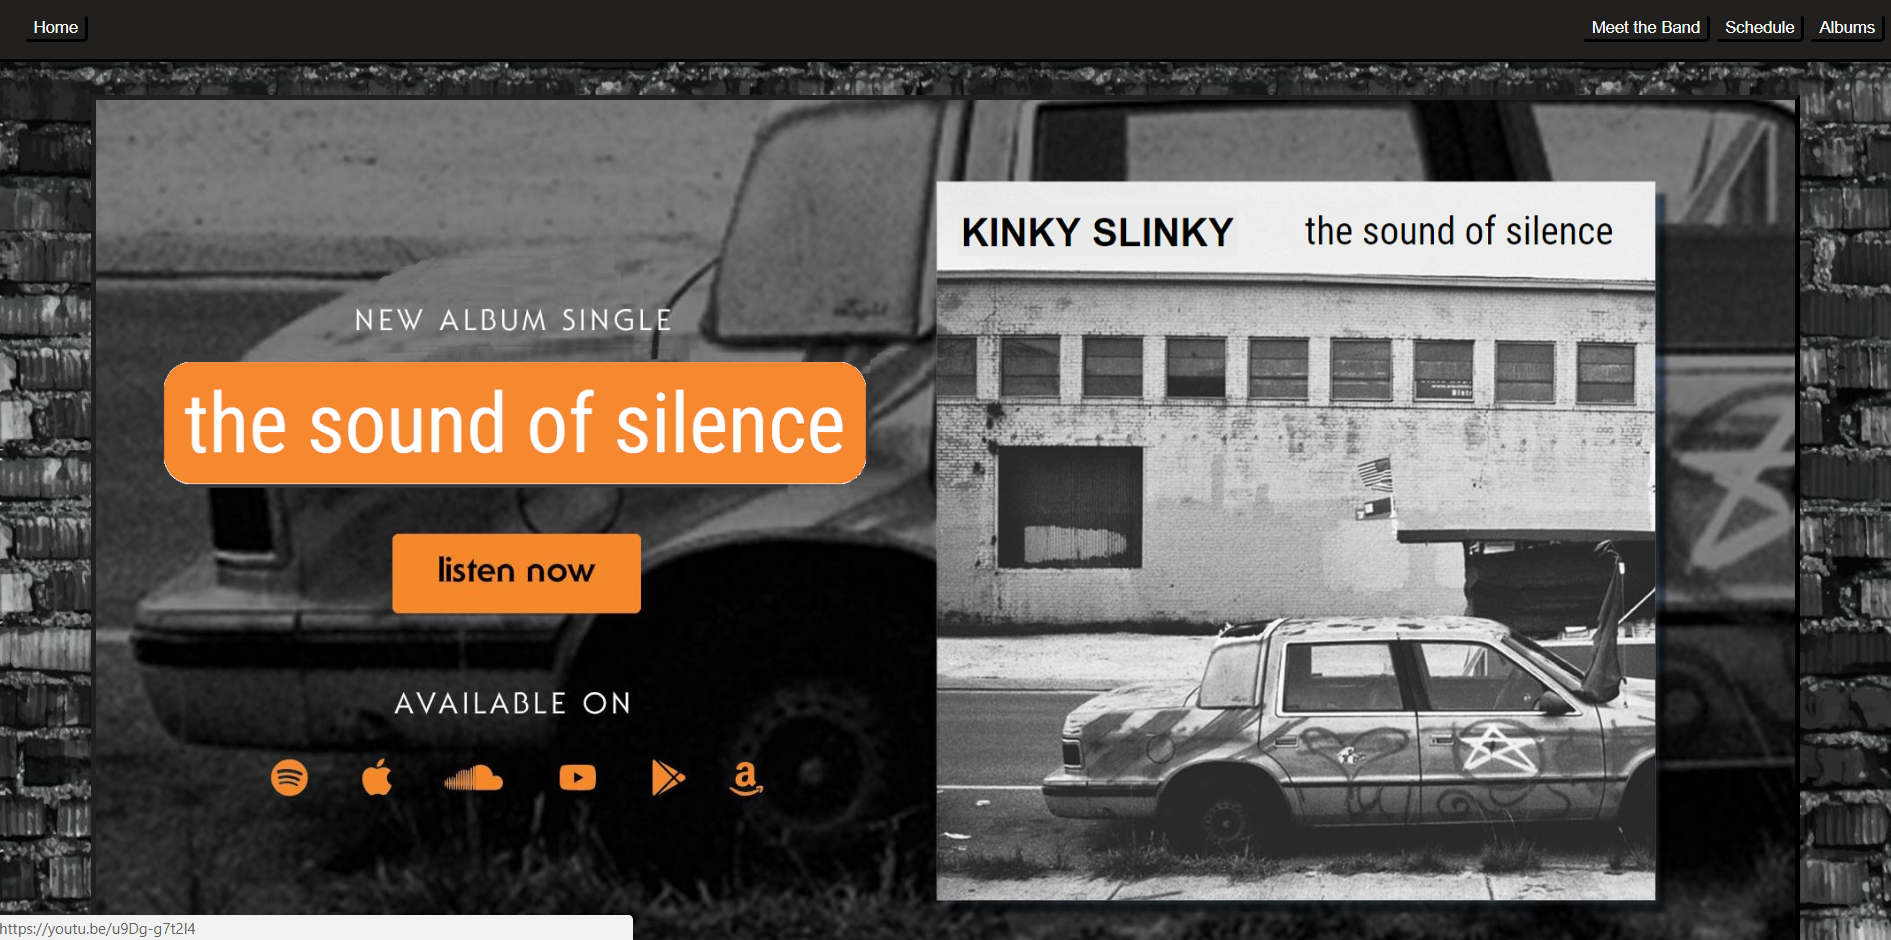 Home
Meet the Band
Schedule
Albums
KINKY SLINKY
the sound of silence
NEW ALBUM SINGLE
the sound of silence
listen now
AVAILABLE ON
https://youtu.be/u9Dg-g7t2l4